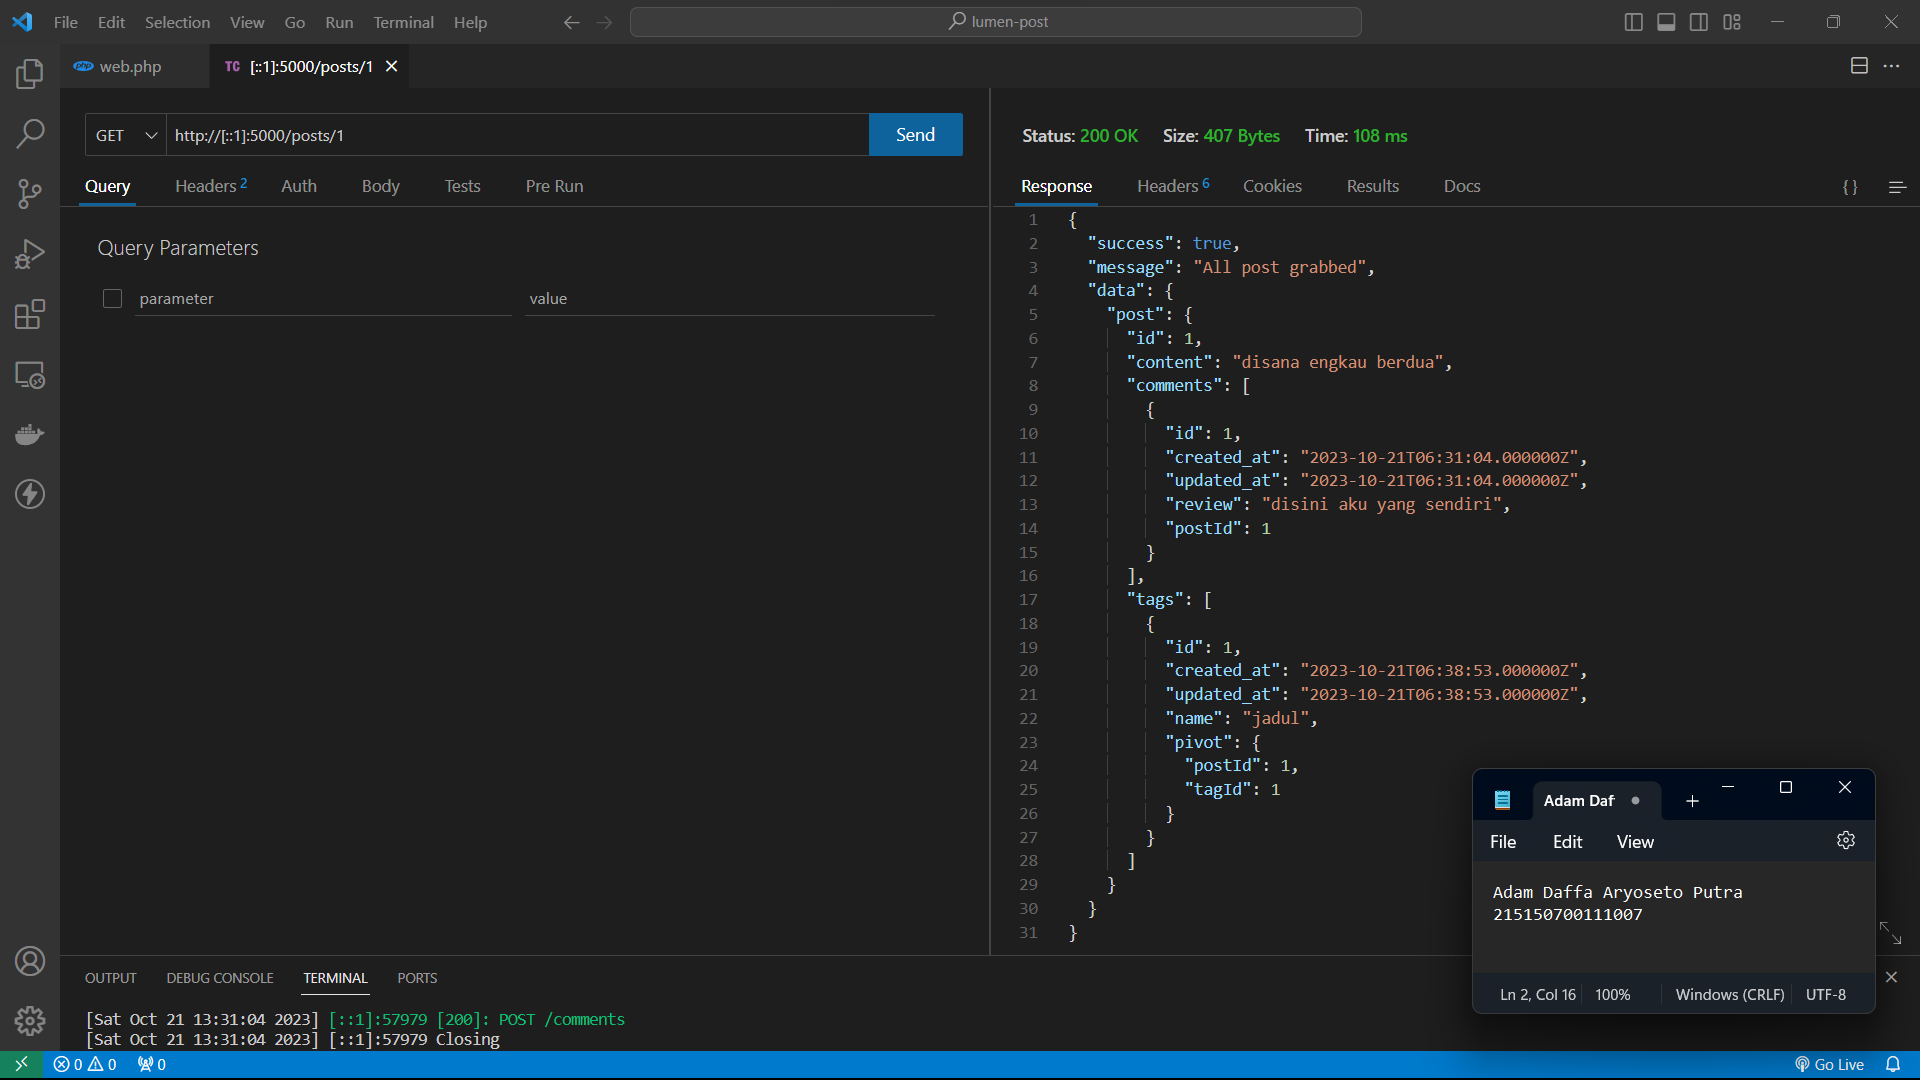 File Edit Selection View Go Run Terminal Help
lumen-post
web.php
TC [::1]:5000/posts/1
GET http://[::1]:5000/posts/1 Send
Query Headers 2 Auth Body Tests Pre Run
Query Parameters
parameter value
Status: 200 OK Size: 407 Bytes Time: 108 ms
Response Headers 6 Cookies Results Docs { }
1 {
2 "success": true,
3 "message": "All post grabbed",
4 "data": {
5 "post": {
6 "id": 1,
7 "content": "disana engkau berdua",
8 "comments": [
9 {
10 "id": 1,
11 "created_at": "2023-10-21T06:31:04.000000Z",
12 "updated_at": "2023-10-21T06:31:04.000000Z",
13 "review": "disini aku yang sendiri",
14 "postId": 1
15 }
16 ],
17 "tags": [
18 {
19 "id": 1,
20 "created_at": "2023-10-21T06:38:53.000000Z",
21 "updated_at": "2023-10-21T06:38:53.000000Z",
22 "name": "jadul",
23 "pivot": {
24 "postId": 1,
25 "tagId": 1
26 }
27 }
28 ]
29 }
30 }
31 }
Adam Daf
File Edit View
Adam Daffa Aryoseto Putra
215150700111007
Ln 2, Col 16 100% Windows (CRLF) UTF-8
OUTPUT DEBUG CONSOLE TERMINAL PORTS
[Sat Oct 21 13:31:04 2023] [::1]:57979 [200]: POST /comments
[Sat Oct 21 13:31:04 2023] [::1]:57979 Closing
0 0 0 Go Live